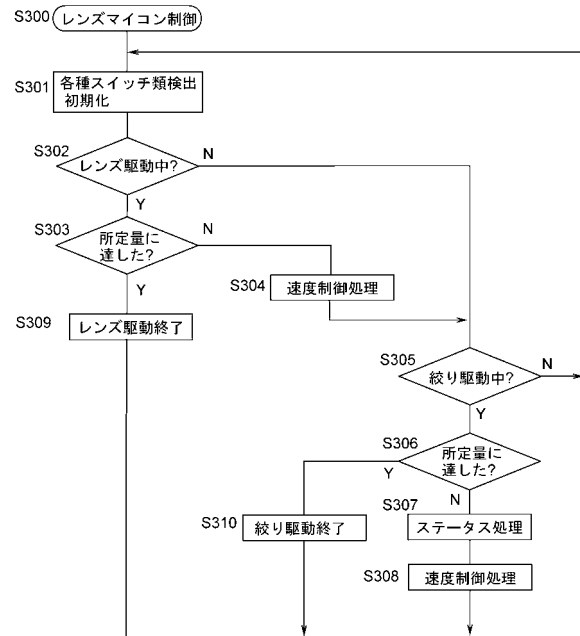 S300
レンズマイコン制御
S301
各種スイッチ類検出
初期化
S302
レンズ駆動中?
N
Y
S303
所定量に
達した?
N
Y
S304
速度制御処理
S309
レンズ駆動終了
S305
絞り駆動中?
N
Y
S306
所定量に
達した?
Y
N
S307
ステータス処理
S310
絞り駆動終了
S308
速度制御処理